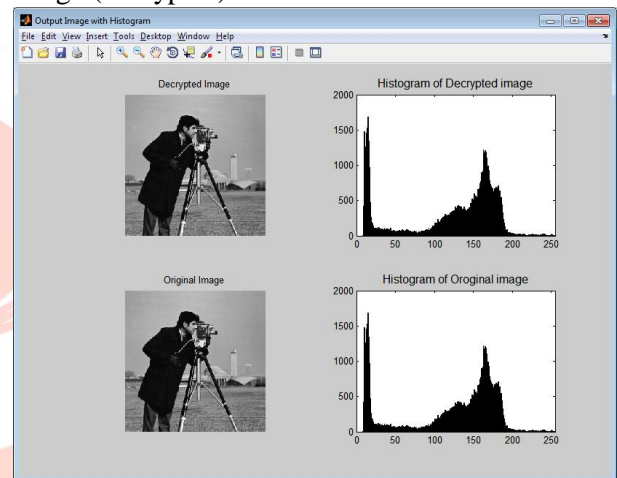 Output Image with Histogram
File Edit View Insert Tools Desktop Window Help
Decrypted Image
Histogram of Decrypted image
2000
1500
1000
500
0
0 50 100 150 200 250
Original Image
Histogram of Oroginal image
2000
1500
1000
500
0
0 50 100 150 200 250